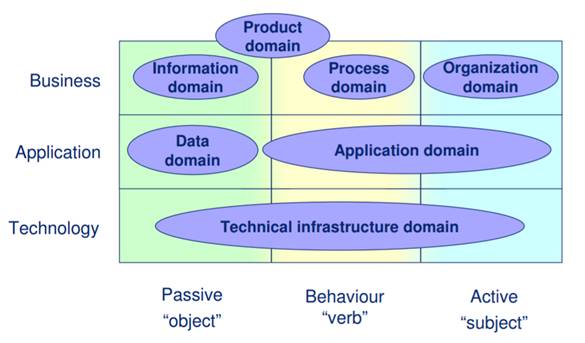 Product
domain
Business
Information
domain
Process
domain
Organization
domain
Application
Data
domain
Application domain
Technology
Technical infrastructure domain
Passive
"object"
Behaviour
"verb"
Active
"subject"